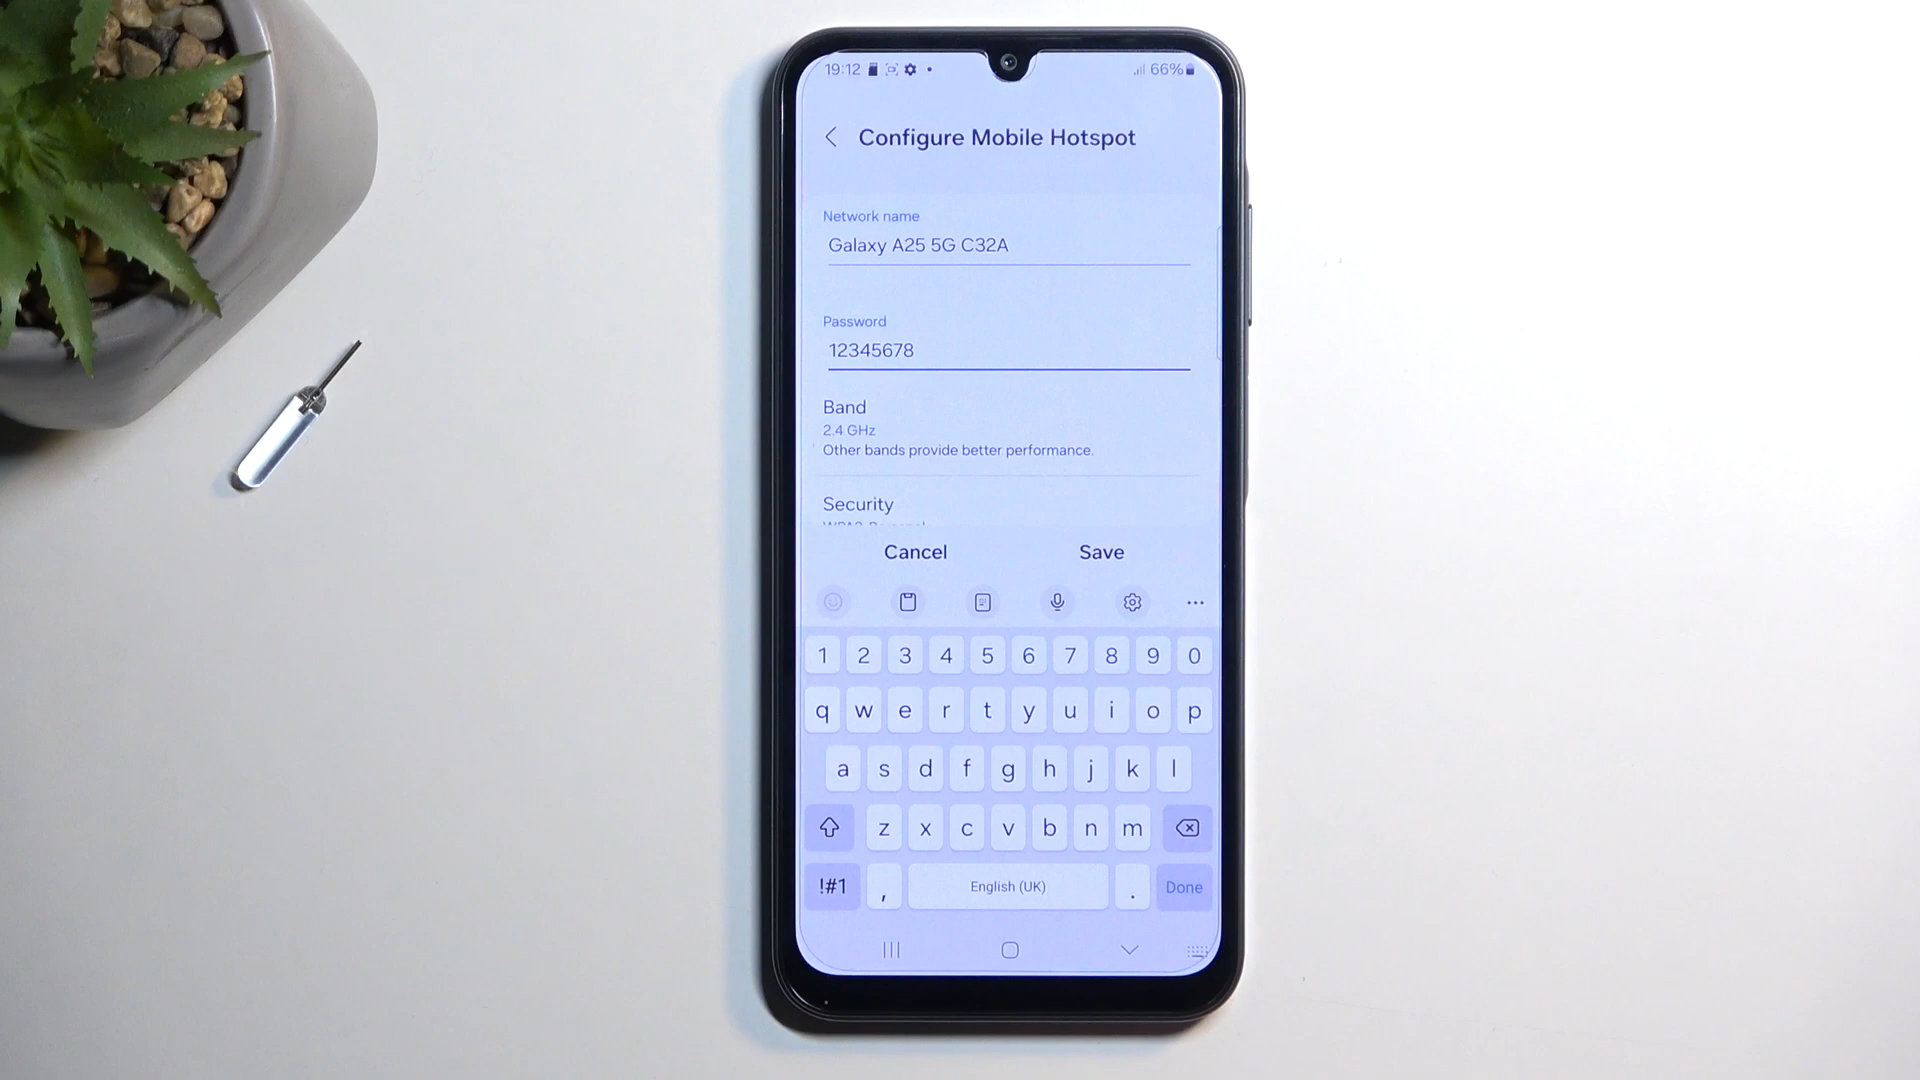 19:12 66%
Configure Mobile Hotspot
Network name
Galaxy A25 5G C32A
Password
12345678
Band
2.4 GHz
Other bands provide better performance.
Security
Cancel Save
1 2 3 4 5 6 7 8 9 0
q w e r t y u i o p
a s d f g h j k l
z x c v b n m
!#1 , English (UK) . Done